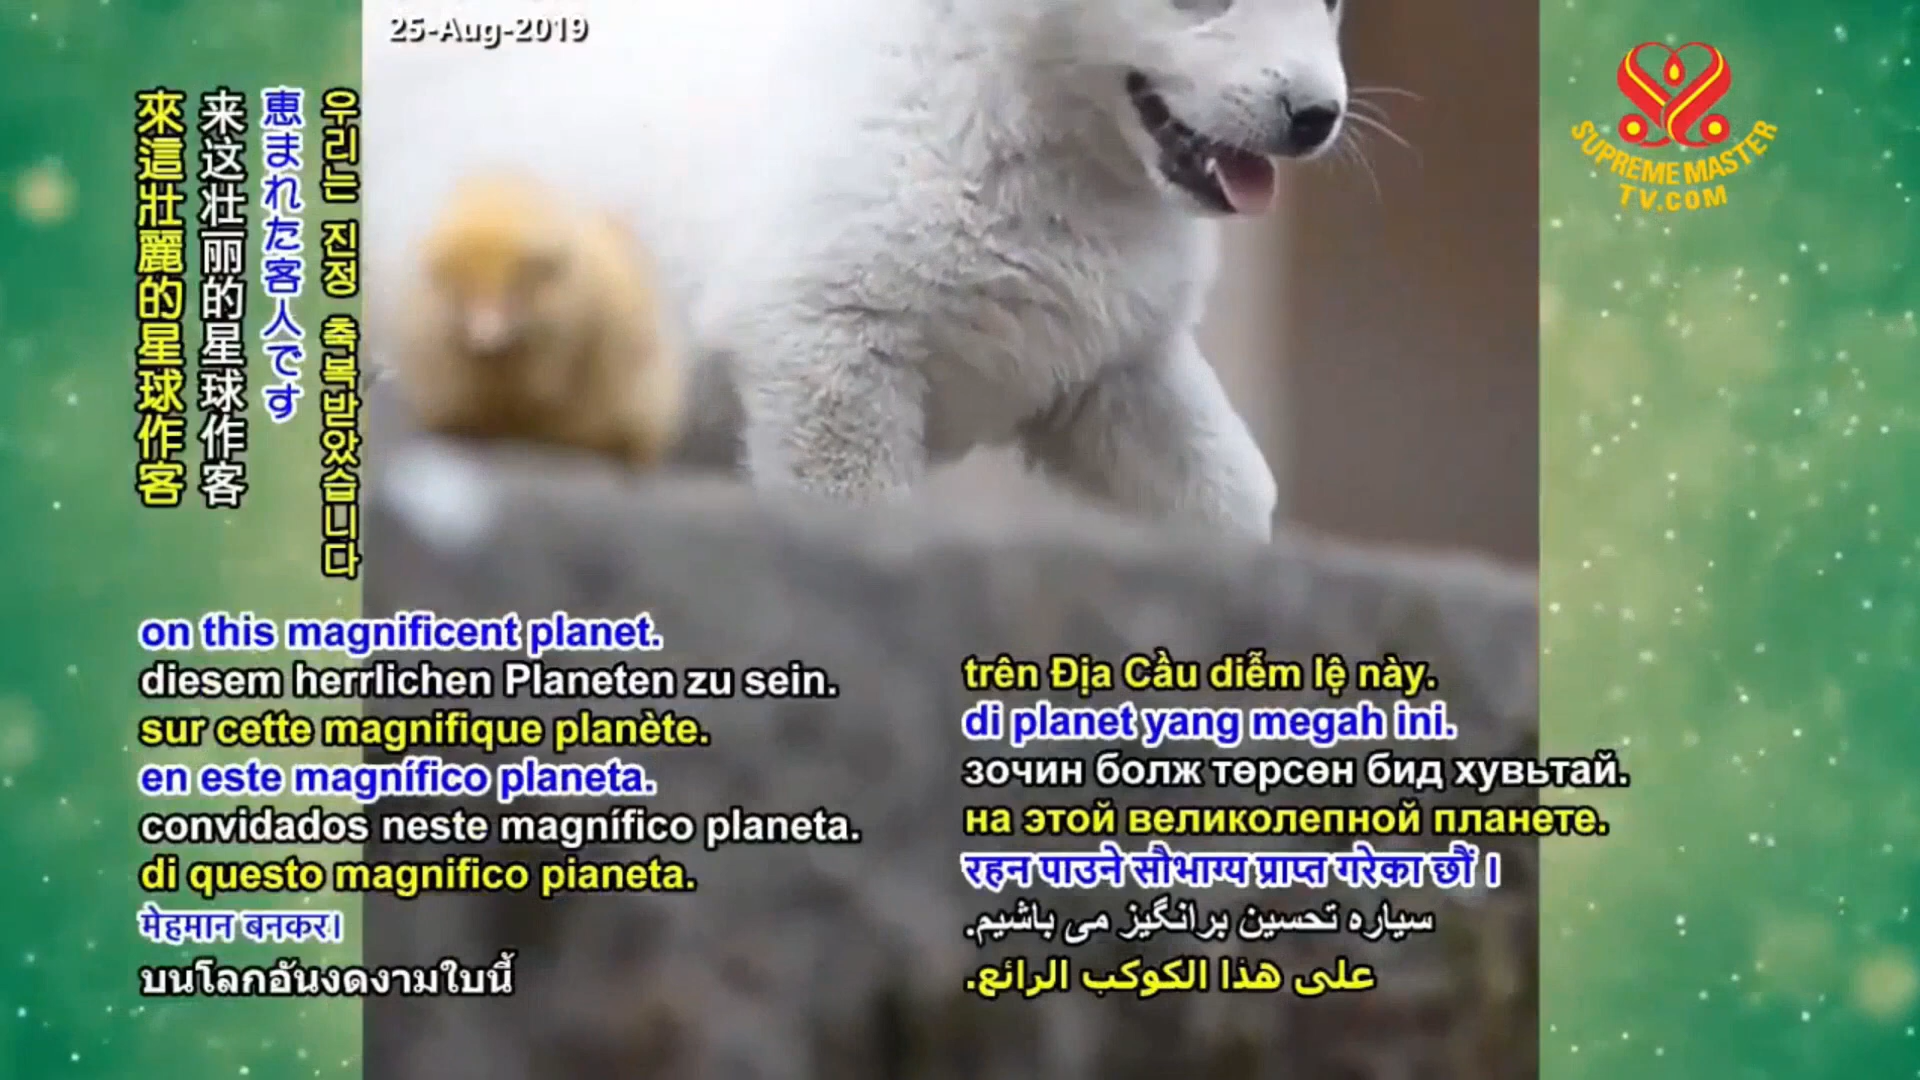 25-Aug-2019
SUPREME MASTER
TV.COM
우리는 진정 축복받았습니다
恵まれた客人です
来这壮丽的星球作客
來這壯麗的星球作客
on this magnificent planet.
diesem herrlichen Planeten zu sein.
sur cette magnifique planète.
en este magnífico planeta.
convidados neste magnífico planeta.
di questo magnifico pianeta.
मेहमान बनकर।
บนโลกอันงดงามใบนี้
trên Địa Cầu diễm lệ này.
di planet yang megah ini.
зочин болж төрсөн бид хувьтай.
на этой великолепной планете.
रहन पाउने सौभाग्य प्राप्त गरेका छौं ।
سیاره تحسین برانگیز می باشیم.
على هذا الكوكب الرائع.